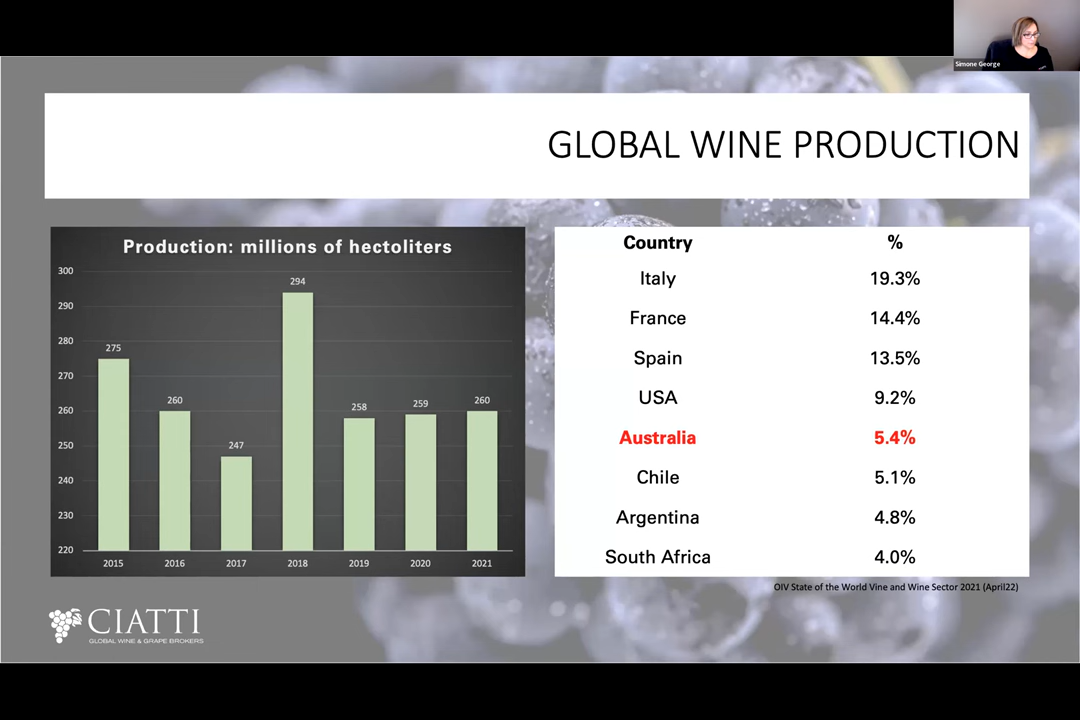 Simone George
GLOBAL WINE PRODUCTION
Production: millions of hectoliters
300
290
280
270
260
250
240
230
220
275
260
247
294
258
259
260
2015 2016 2017 2018 2019 2020 2021
Country %
Italy 19.3%
France 14.4%
Spain 13.5%
USA 9.2%
Australia 5.4%
Chile 5.1%
Argentina 4.8%
South Africa 4.0%
OIV State of the World Vine and Wine Sector 2021 (April22)
CIATTI
GLOBAL WINE & GRAPE BROKERS